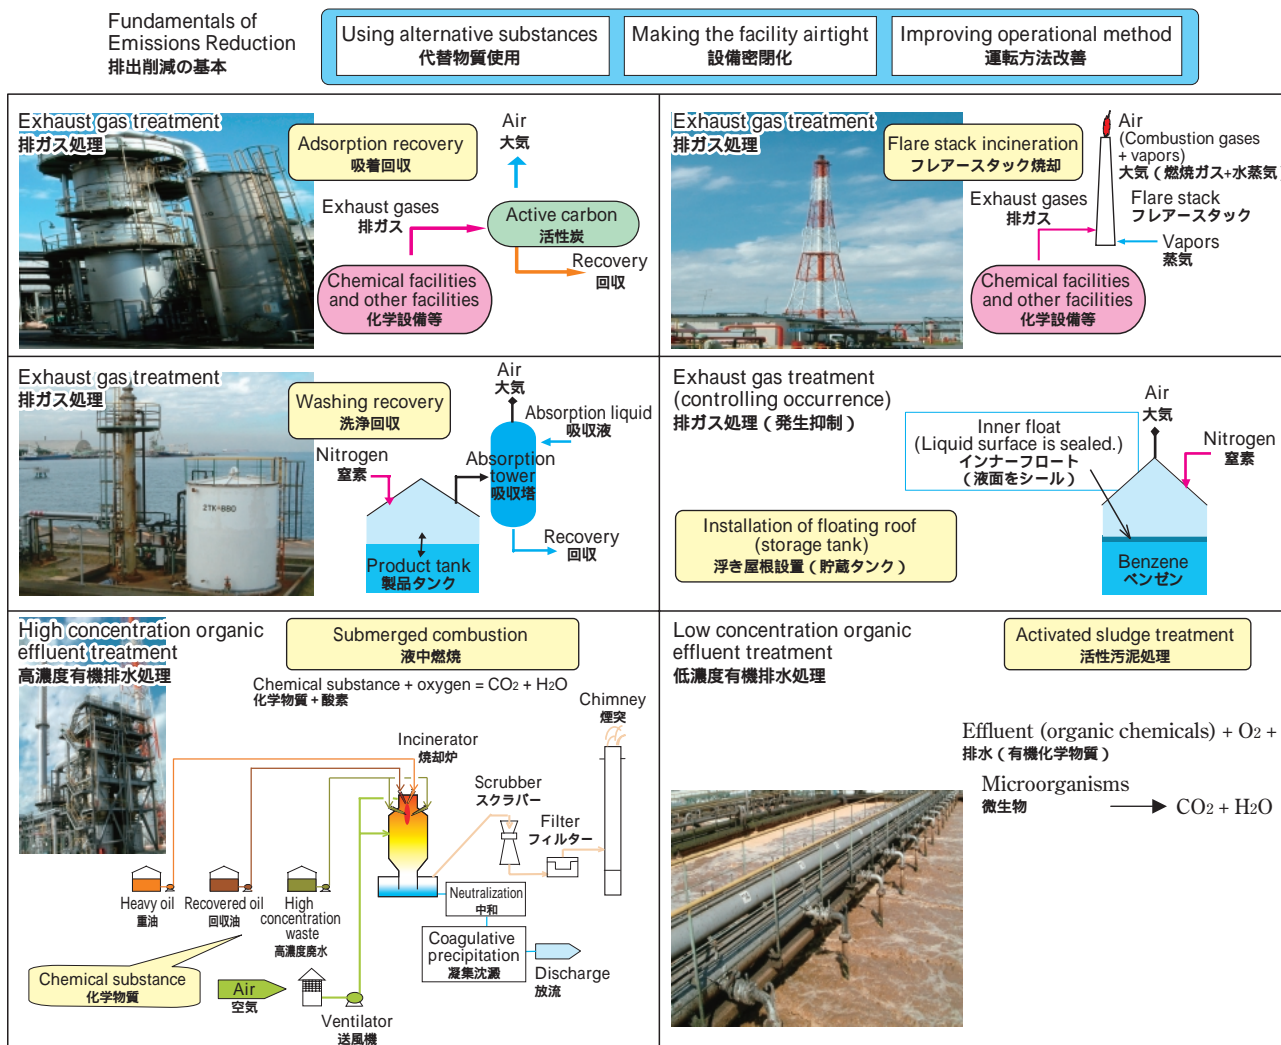 Fundamentals of
Emissions Reduction
排出削減の基本
Using alternative substances
代替物質使用
Making the facility airtight
設備密閉化
Improving operational method
運転方法改善
Exhaust gas treatment
排ガス処理
Adsorption recovery
吸着回収
Air
大気
Exhaust gases
排ガス
Active carbon
活性炭
Recovery
回収
Chemical facilities
and other facilities
化学設備等
Exhaust gas treatment
排ガス処理
Flare stack incineration
フレアースタック焼却
Air
(Combustion gases
+ vapors)
大気（燃焼ガス+水蒸気）
Exhaust gases
排ガス
Flare stack
フレアースタック
Vapors
蒸気
Chemical facilities
and other facilities
化学設備等
Exhaust gas treatment
排ガス処理
Washing recovery
洗浄回収
Air
大気
Absorption liquid
吸収液
Nitrogen
窒素
Absorption
tower
吸収塔
Recovery
回収
Product tank
製品タンク
2TK-880
Exhaust gas treatment
(controlling occurrence)
排ガス処理（発生抑制）
Air
大気
Inner float
(Liquid surface is sealed.)
インナーフロート
（液面をシール）
Nitrogen
窒素
Installation of floating roof
(storage tank)
浮き屋根設置（貯蔵タンク）
Benzene
ベンゼン
High concentration organic
effluent treatment
高濃度有機排水処理
Submerged combustion
液中燃焼
Chemical substance + oxygen = CO2 + H2O
化学物質 + 酸素
Chimney
煙突
Incinerator
焼却炉
Scrubber
スクラバー
Filter
フィルター
Heavy oil
重油
Recovered oil
回収油
High
concentration
waste
高濃度廃水
Neutralization
中和
Coagulative
precipitation
凝集沈澱
Discharge
放流
Chemical substance
化学物質
Air
空気
Ventilator
送風機
Low concentration organic
effluent treatment
低濃度有機排水処理
Activated sludge treatment
活性汚泥処理
Effluent (organic chemicals) + O2 +
排水（有機化学物質）
Microorganisms
微生物
CO2 + H2O